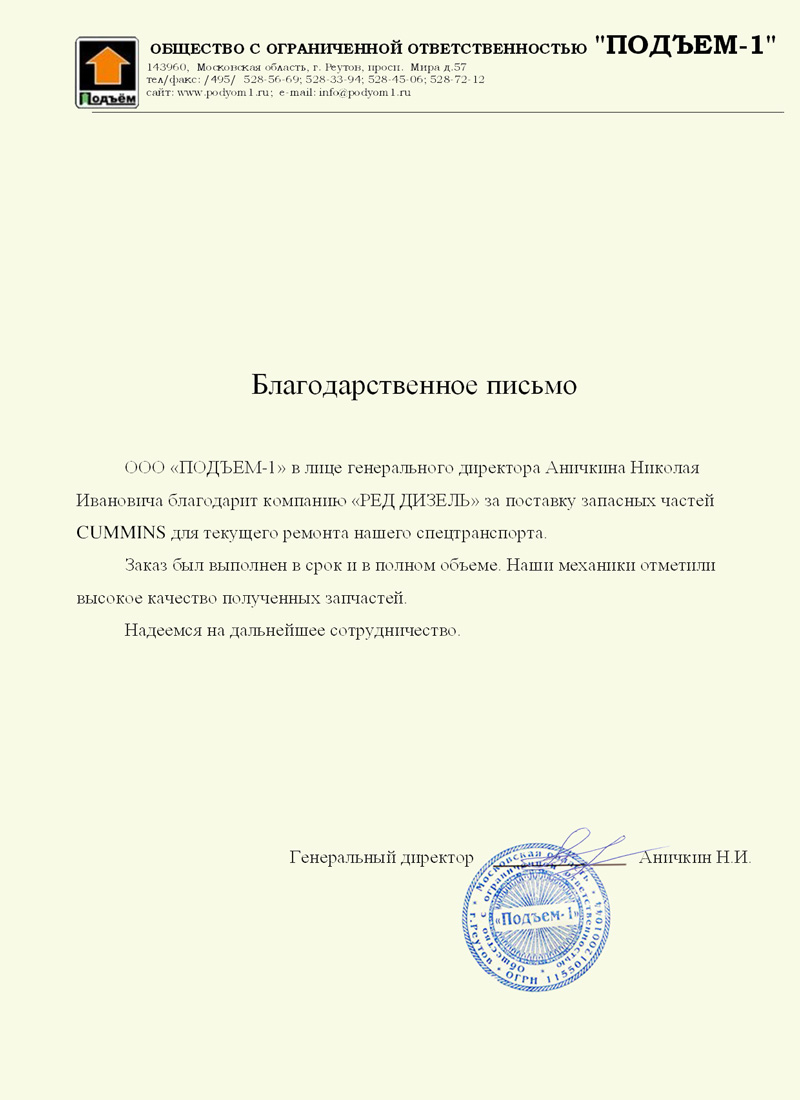 ОБЩЕСТВО С ОГРАНИЧЕННОЙ ОТВЕТСТВЕННОСТЬЮ "ПОДЪЕМ-1"
143960, Московская область, г. Реутов, просп. Мира д.57
тел/факс: /495/ 528-56-69; 528-33-94; 528-45-06; 528-72-12
сайт: www.podyom1.ru; e-mail: info@podyom1.ru
Подъём
Благодарственное письмо
ООО «ПОДЪЕМ-1» в лице генерального директора Аничкина Николая
Ивановича благодарит компанию «РЕД ДИЗЕЛЬ» за поставку запасных частей
CUMMINS для текущего ремонта нашего спецтранспорта.
Заказ был выполнен в срок и в полном объеме. Наши механики отметили
высокое качество полученных запчастей.
Надеемся на дальнейшее сотрудничество.
Генеральный директор Аничкин Н.И.
Московская область
г. Реутов
Общество с ограниченной ответственностью
«Подъем-1»
ОГРН